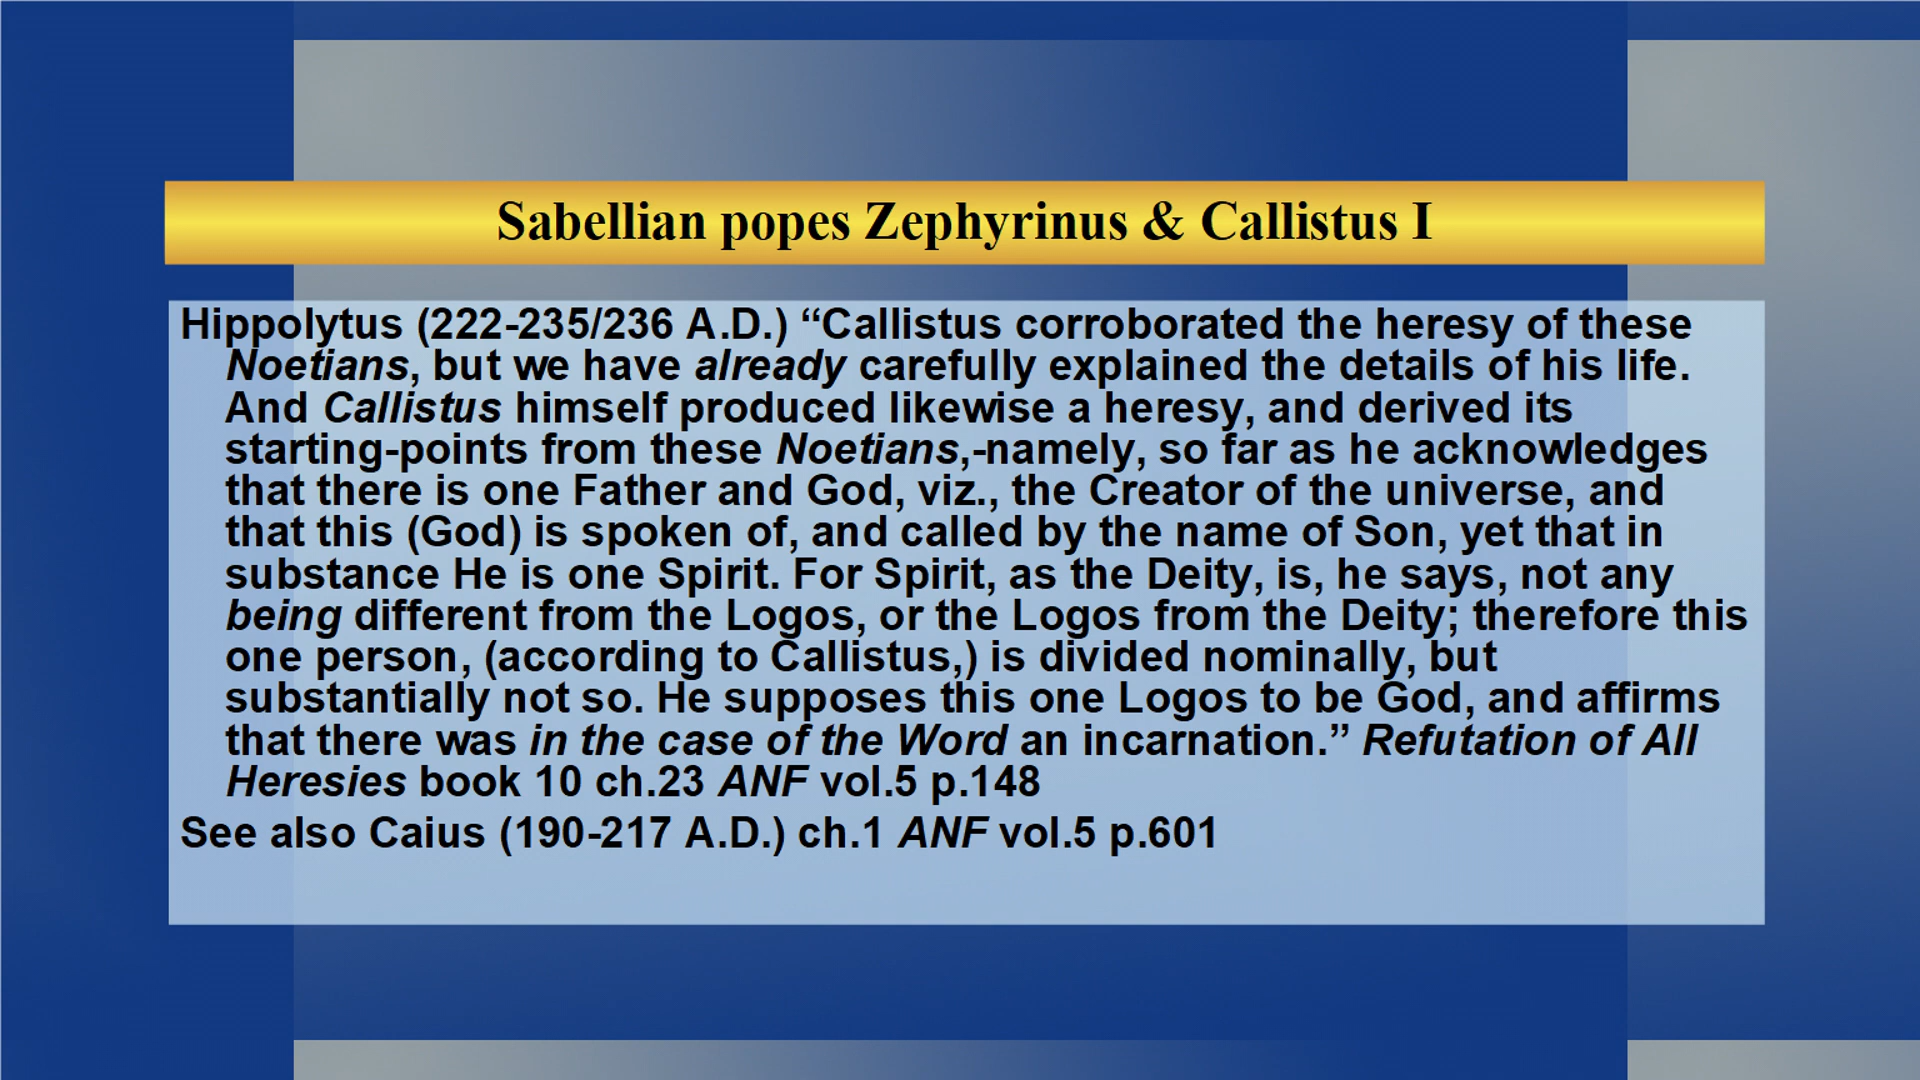 Sabellian popes Zephyrinus & Callistus I
Hippolytus (222-235/236 A.D.) “Callistus corroborated the heresy of these
Noetians, but we have already carefully explained the details of his life.
And Callistus himself produced likewise a heresy, and derived its
starting-points from these Noetians,-namely, so far as he acknowledges
that there is one Father and God, viz., the Creator of the universe, and
that this (God) is spoken of, and called by the name of Son, yet that in
substance He is one Spirit. For Spirit, as the Deity, is, he says, not any
being different from the Logos, or the Logos from the Deity; therefore this
one person, (according to Callistus,) is divided nominally, but
substantially not so. He supposes this one Logos to be God, and affirms
that there was in the case of the Word an incarnation.” Refutation of All
Heresies book 10 ch.23 ANF vol.5 p.148
See also Caius (190-217 A.D.) ch.1 ANF vol.5 p.601